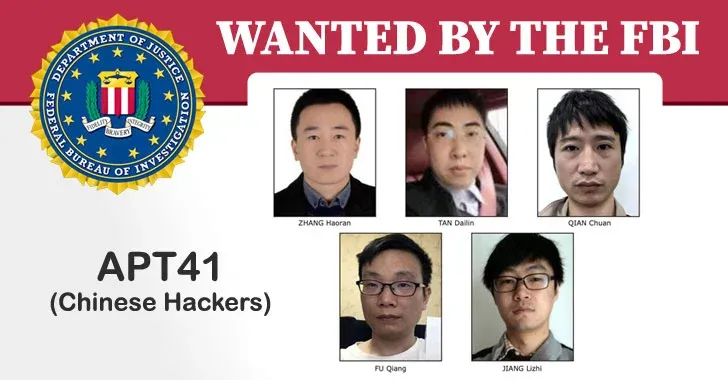 WANTED BY THE FBI
DEPARTMENT OF JUSTICE
FEDERAL BUREAU OF INVESTIGATION
FIDELITY BRAVERY INTEGRITY
ZHANG Haoran
TAN Dailin
QIAN Chuan
APT41
(Chinese Hackers)
FU Qiang
JIANG Lizhi